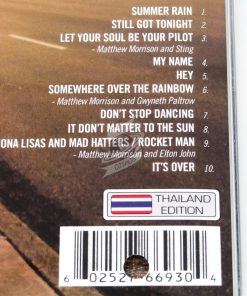 SUMMER RAIN 1.
STILL GOT TONIGHT 2.
LET YOUR SOUL BE YOUR PILOT 3.
- Matthew Morrison and Sting
MY NAME 4.
HEY 5.
SOMEWHERE OVER THE RAINBOW 6.
- Matthew Morrison and Gwyneth Paltrow
DON'T STOP DANCING 7.
IT DON'T MATTER TO THE SUN 8.
ONA LISAS AND MAD HATTERS / ROCKET MAN 9.
- Matthew Morrison and Elton John
IT'S OVER 10.
THAILAND
EDITION
6 02527 66930 4